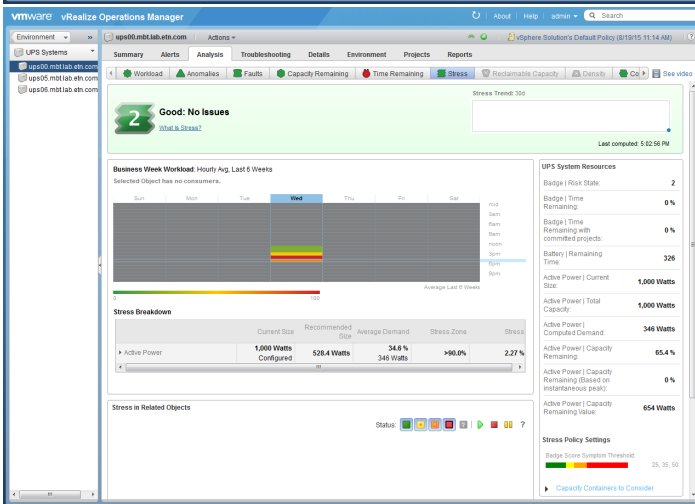 vmware vRealize Operations Manager
About Help admin Search
Environment
ups00.mbt.lab.etn.com Actions
vSphere Solution's Default Policy (8/19/15 11:14 AM)
UPS Systems
ups00.mbt.lab.etn.com
ups05.mbt.lab.etn.com
ups06.mbt.lab.etn.com
Summary Alerts Analysis Troubleshooting Details Environment Projects Reports
Workload Anomalies Faults Capacity Remaining Time Remaining Stress Reclaimable Capacity Density Co See video
2
Good: No Issues
What Is Stress?
Stress Trend: 30d
Last computed: 5:02:56 PM
Business Week Workload: Hourly Avg, Last 6 Weeks
Selected Object has no consumers.
Sun Mon Tue Wed Thu Fri Sat
mid
3am
6am
9am
noon
3pm
6pm
9pm
Average Last 6 Weeks
0 100
Stress Breakdown
Current Size Recommended Size Average Demand Stress Zone Stress
Active Power 1,000 Watts Configured 528.4 Watts 34.6 % 346 Watts >90.0% 2.27 %
Stress in Related Objects
Status: ?
UPS System Resources
Badge | Risk State: 2
Badge | Time Remaining: 0 %
Badge | Time Remaining with committed projects: 0 %
Battery | Remaining Time: 326
Active Power | Current Size: 1,000 Watts
Active Power | Total Capacity: 1,000 Watts
Active Power | Computed Demand: 346 Watts
Active Power | Capacity Remaining: 65.4 %
Active Power | Capacity Remaining (Based on instantaneous peak): 0 %
Active Power | Capacity Remaining Value: 654 Watts
Stress Policy Settings
Badge Score Symptom Threshold:
25, 35, 50
Capacity Containers to Consider